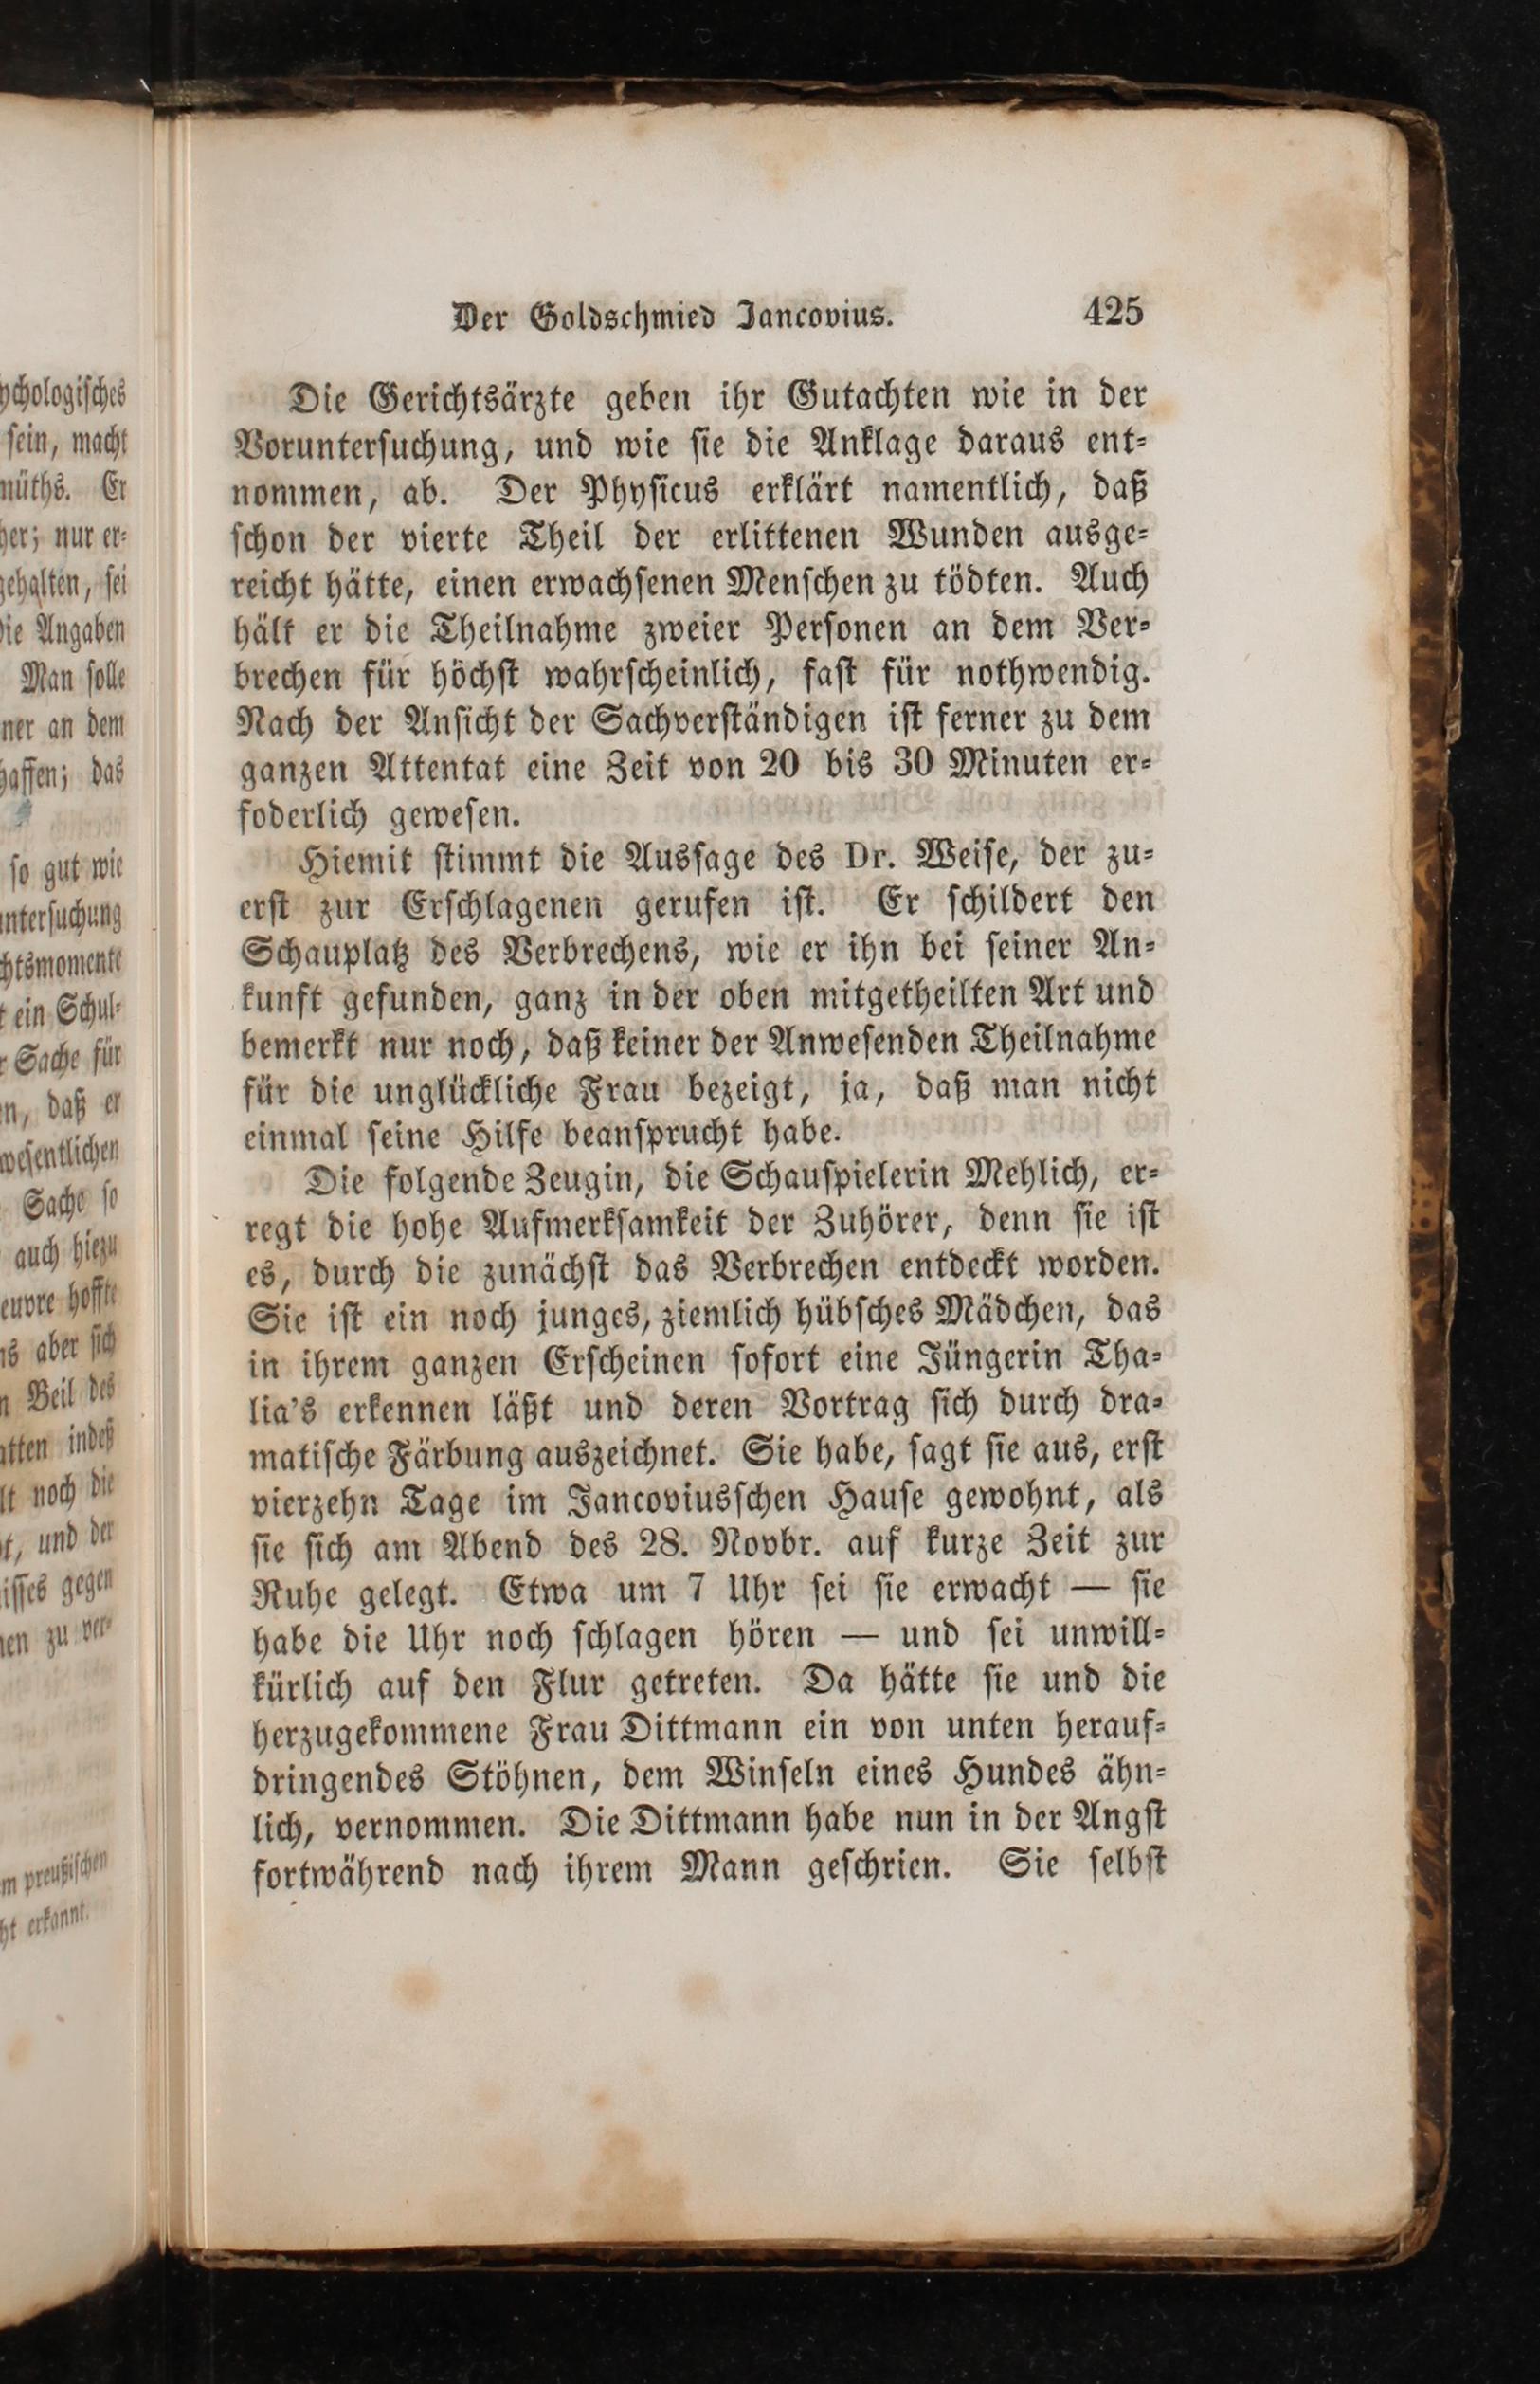 Der Goldschmied Jancovius. 425
Die Gerichtsärzte geben ihr Gutachten wie in der
Voruntersuchung, und wie sie die Anklage daraus ent-
nommen, ab. Der Physicus erklärt namentlich, daß
schon der vierte Theil der erlittenen Wunden ausge-
reicht hätte, einen erwachsenen Menschen zu tödten. Auch
hält er die Theilnahme zweier Personen an dem Ver-
brechen für höchst wahrscheinlich, fast für nothwendig.
Nach der Ansicht der Sachverständigen ist ferner zu dem
ganzen Attentat eine Zeit von 20 bis 30 Minuten er-
foderlich gewesen.
Hiemit stimmt die Aussage des Dr. Weise, der zu-
erst zur Erschlagenen gerufen ist. Er schildert den
Schauplatz des Verbrechens, wie er ihn bei seiner An-
kunft gefunden, ganz in der oben mitgetheilten Art und
bemerkt nur noch, daß keiner der Anwesenden Theilnahme
für die unglückliche Frau bezeigt, ja, daß man nicht
einmal seine Hilfe beansprucht habe.
Die folgende Zeugin, die Schauspielerin Mehlich, er-
regt die hohe Aufmerksamkeit der Zuhörer, denn sie ist
es, durch die zunächst das Verbrechen entdeckt worden.
Sie ist ein noch junges, ziemlich hübsches Mädchen, das
in ihrem ganzen Erscheinen sofort eine Jüngerin Tha-
lia's erkennen läßt und deren Vortrag sich durch dra-
matische Färbung auszeichnet. Sie habe, sagt sie aus, erst
vierzehn Tage im Jancoviusschen Hause gewohnt, als
sie sich am Abend des 28. Novbr. auf kurze Zeit zur
Ruhe gelegt. Etwa um 7 Uhr sei sie erwacht — sie
habe die Uhr noch schlagen hören — und sei unwill-
kürlich auf den Flur getreten. Da hätte sie und die
herzugekommene Frau Dittmann ein von unten herauf-
dringendes Stöhnen, dem Winseln eines Hundes ähn-
lich, vernommen. Die Dittmann habe nun in der Angst
fortwährend nach ihrem Mann geschrien. Sie selbst